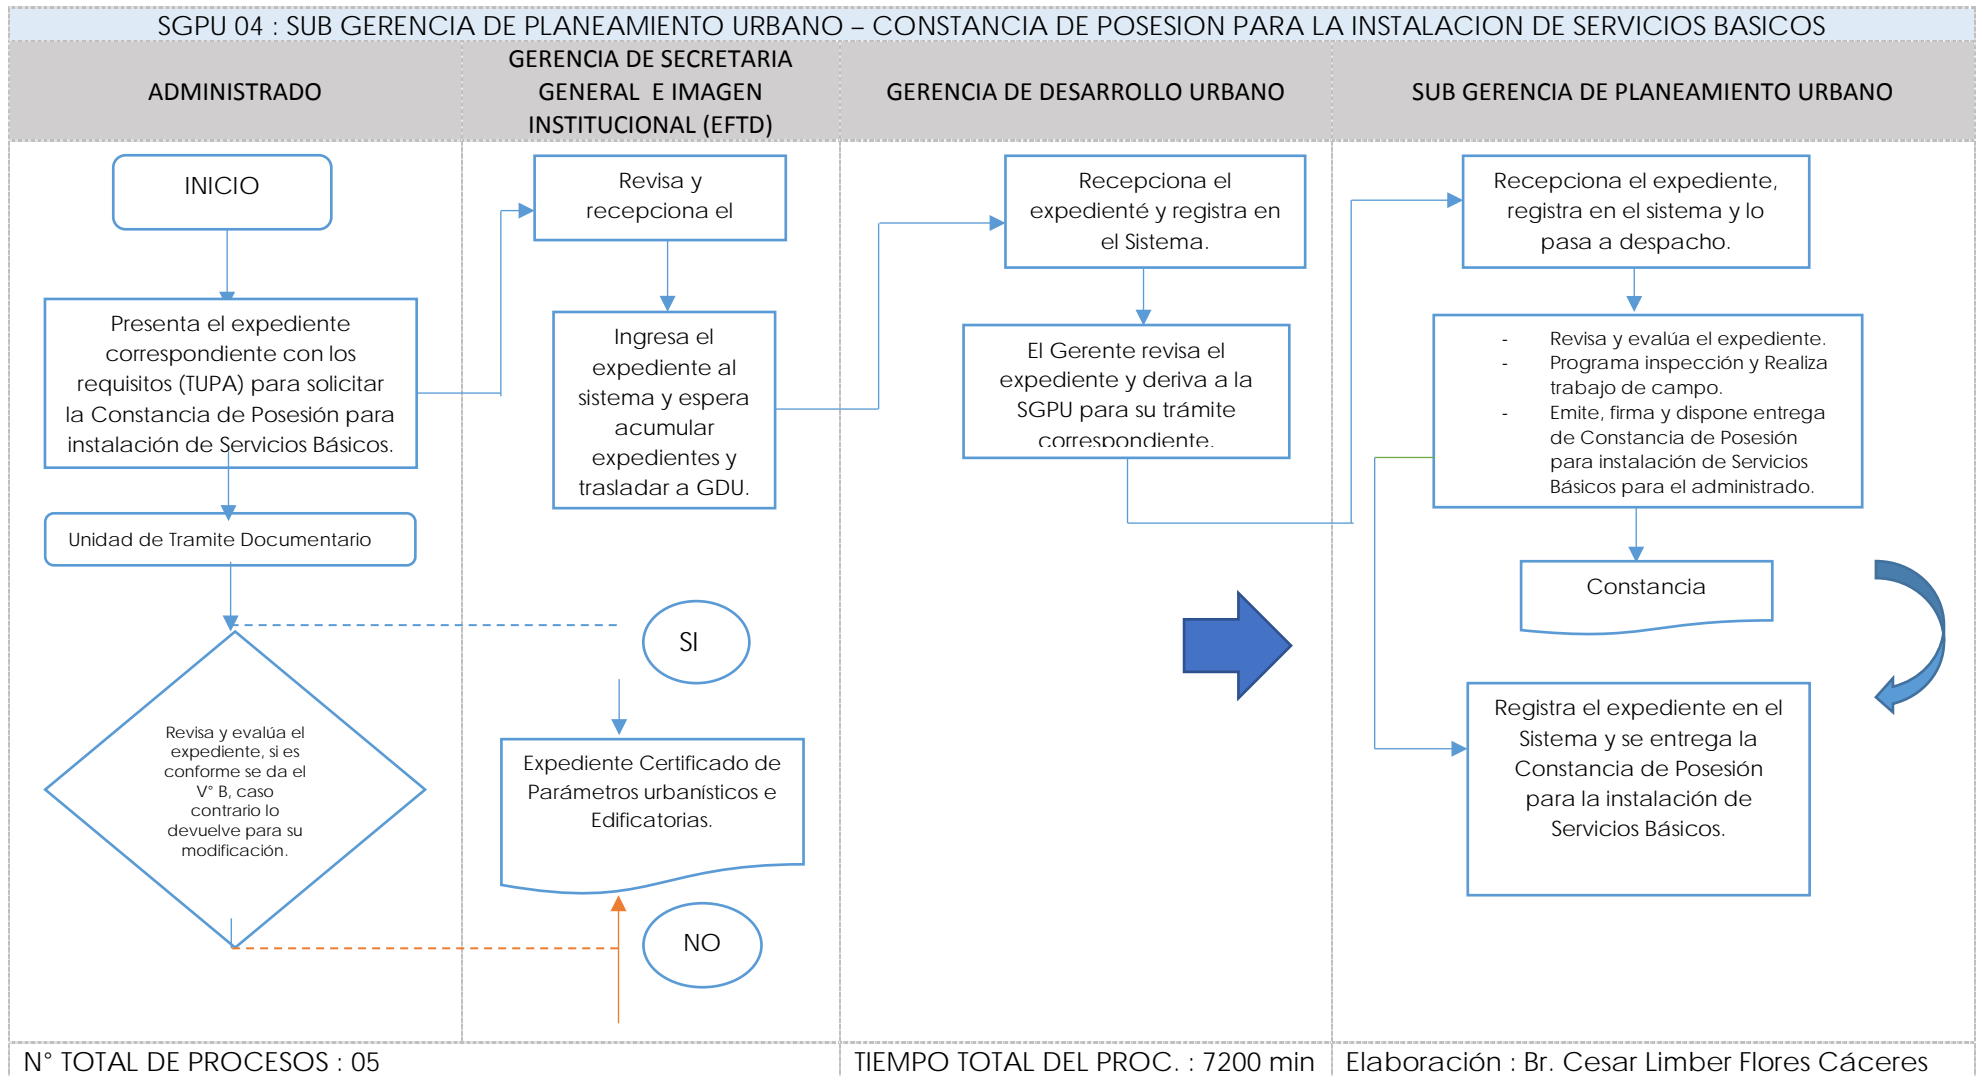 SGPU 04 : SUB GERENCIA DE PLANEAMIENTO URBANO – CONSTANCIA DE POSESION PARA LA INSTALACION DE SERVICIOS BASICOS
ADMINISTRADO
GERENCIA DE SECRETARIA
GENERAL E IMAGEN
INSTITUCIONAL (EFTD)
GERENCIA DE DESARROLLO URBANO
SUB GERENCIA DE PLANEAMIENTO URBANO
INICIO
Presenta el expediente
correspondiente con los
requisitos (TUPA) para solicitar
la Constancia de Posesión para
instalación de Servicios Básicos.
Unidad de Tramite Documentario
Revisa y evalúa el
expediente, si es
conforme se da el
V° B, caso
contrario lo
devuelve para su
modificación.
Revisa y
recepciona el
Ingresa el
expediente al
sistema y espera
acumular
expedientes y
trasladar a GDU.
SI
Expediente Certificado de
Parámetros urbanísticos e
Edificatorias.
NO
Recepciona el
expedienté y registra en
el Sistema.
El Gerente revisa el
expediente y deriva a la
SGPU para su trámite
correspondiente.
Recepciona el expediente,
registra en el sistema y lo
pasa a despacho.
- Revisa y evalúa el expediente.
- Programa inspección y Realiza
trabajo de campo.
- Emite, firma y dispone entrega
de Constancia de Posesión
para instalación de Servicios
Básicos para el administrado.
Constancia
Registra el expediente en el
Sistema y se entrega la
Constancia de Posesión
para la instalación de
Servicios Básicos.
N° TOTAL DE PROCESOS : 05
TIEMPO TOTAL DEL PROC. : 7200 min
Elaboración : Br. Cesar Limber Flores Cáceres